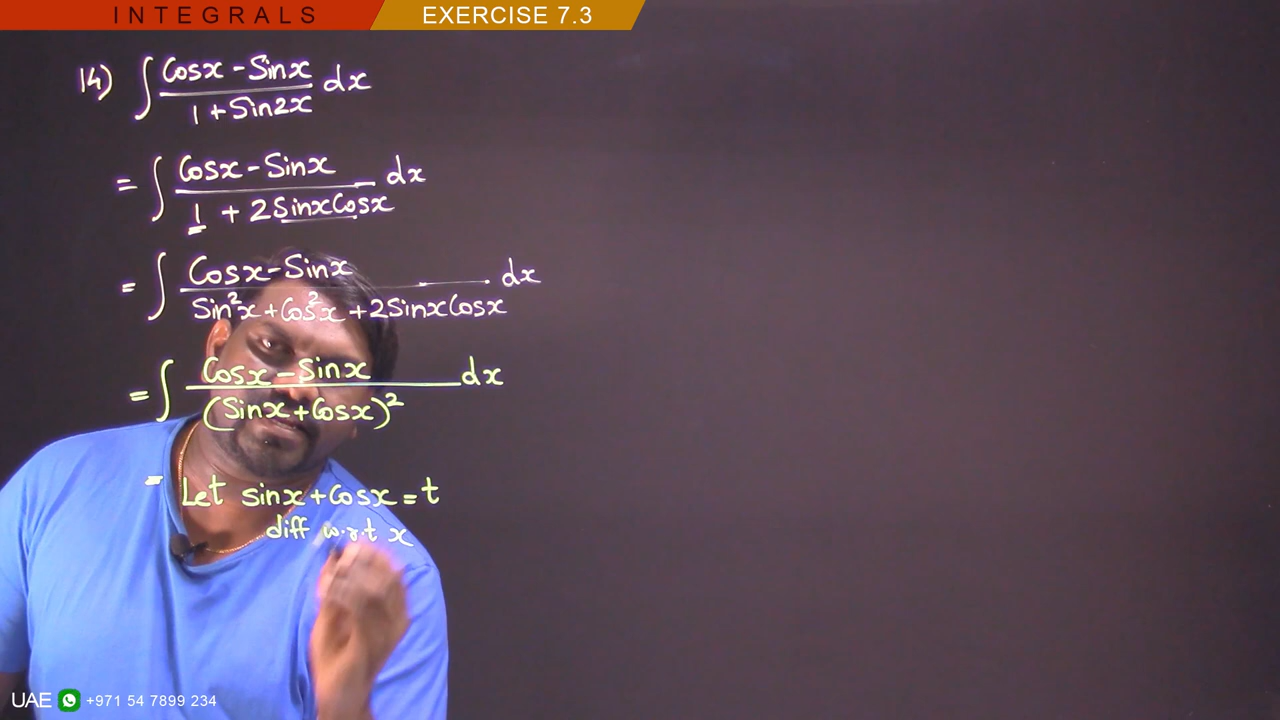 INTEGRALS EXERCISE 7.3
14) ∫ Cosx - Sinx / 1 + Sin2x dx
= ∫ Cosx - Sinx / 1 + 2SinxCosx dx
= ∫ Cosx - Sinx / Sin²x + Cos²x + 2SinxCosx dx
= ∫ Cosx - Sinx / (Sinx + Cosx)² dx
= Let sinx + Cosx = t
diff w.r.t x
UAE +971 54 7899 234